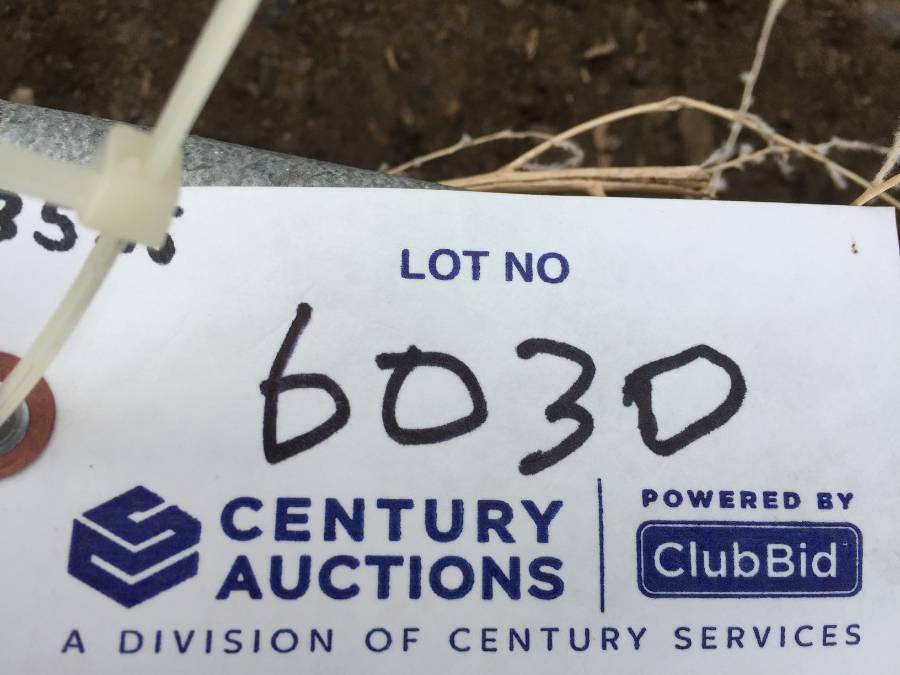 LOT NO
6030
CENTURY
AUCTIONS
POWERED BY
ClubBid
A DIVISION OF CENTURY SERVICES